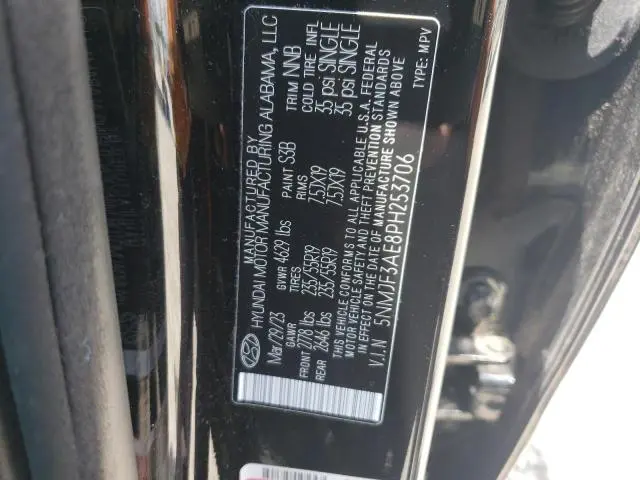 MANUFACTURED BY
HYUNDAI MOTOR MANUFACTURING ALABAMA, LLC
Mar/29/23 GVWR 4629 lbs PAINT S3B TRIM NNB
GAWR TIRES RIMS COLD TIRE INFL
FRONT 2778 lbs 235/55R19 7.5JX19 35 psi SINGLE
REAR 2646 lbs 235/55R19 7.5JX19 35 psi SINGLE
THIS VEHICLE CONFORMS TO ALL APPLICABLE U.S.A. FEDERAL
MOTOR VEHICLE SAFETY AND THEFT PREVENTION STANDARDS
IN EFFECT ON THE DATE OF MANUFACTURE SHOWN ABOVE
V.I.N 5NMJF3AE8PH253706 TYPE: MPV